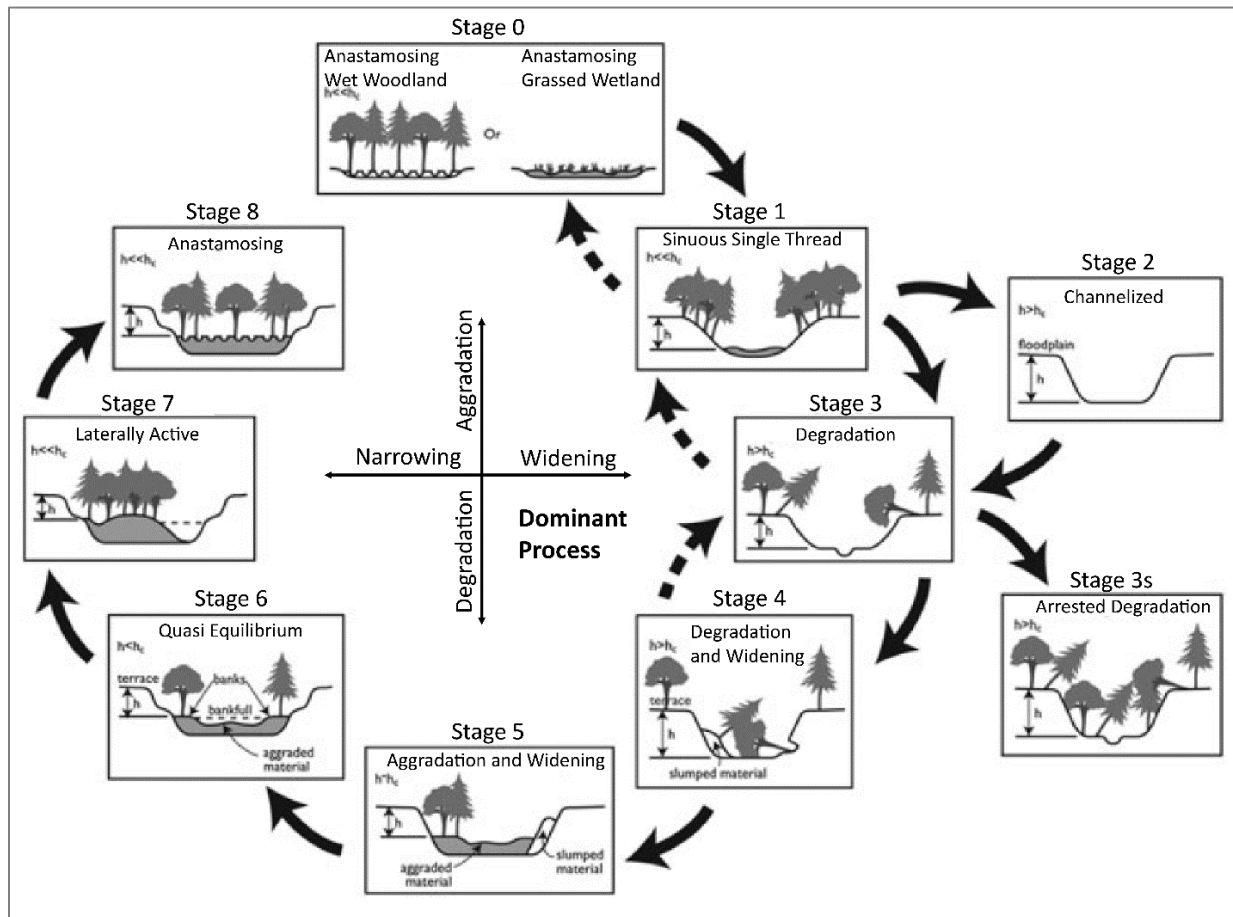 Stage 0
Anastamosing
Wet Woodland
h<<hc
Or
Anastamosing
Grassed Wetland
Stage 1
Sinuous Single Thread
h<<hc
h
Stage 2
Channelized
h>hc
floodplain
h
Stage 3
Degradation
h>hc
h
Stage 3s
Arrested Degradation
h>hc
h
Stage 4
Degradation
and Widening
h>hc
terrace
h
slumped material
Stage 5
Aggradation and Widening
h~hc
h
aggraded
material
slumped
material
Stage 6
Quasi Equilibrium
h<hc
terrace
h
banks
bankfull
aggraded
material
Stage 7
Laterally Active
h<<hc
h
Stage 8
Anastamosing
h<<hc
h
Aggradation
Narrowing
Widening
Degradation
Dominant
Process